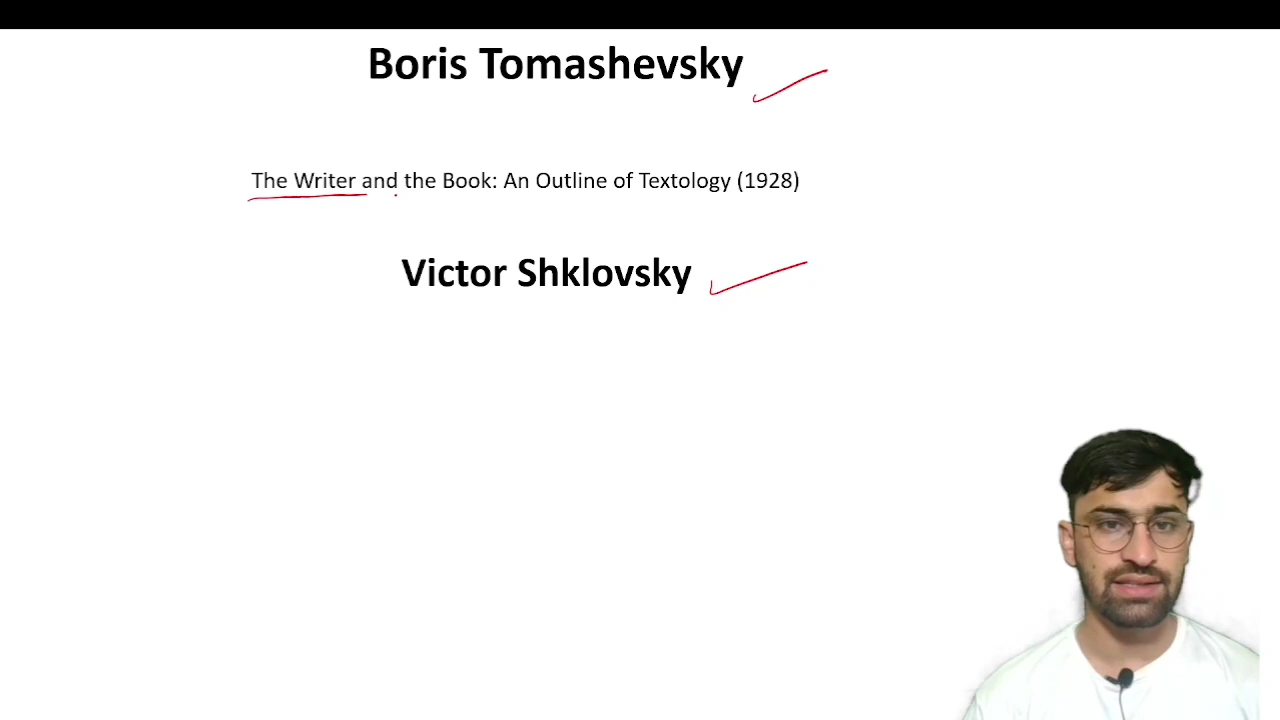 Boris Tomashevsky
The Writer and the Book: An Outline of Textology (1928)
Victor Shklovsky